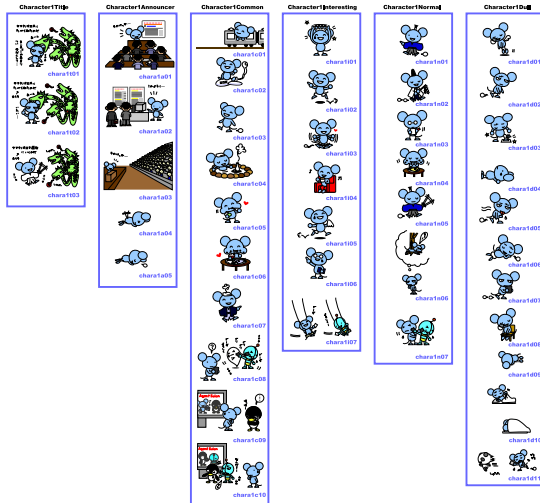 Character1Title
chara1t01
chara1t02
chara1t03
Character1Announcer
chara1a01
chara1a02
chara1a03
chara1a04
chara1a05
Character1Common
chara1c01
chara1c02
chara1c03
chara1c04
chara1c05
chara1c06
chara1c07
?
chara1c08
chara1c09
chara1c10
Character1Interesting
chara1i01
chara1i02
chara1i03
chara1i04
chara1i05
chara1i06
chara1i07
Character1Normal
chara1n01
chara1n02
chara1n03
chara1n04
chara1n05
chara1n06
chara1n07
Character1Dull
chara1d01
chara1d02
chara1d03
chara1d04
chara1d05
chara1d06
chara1d07
chara1d08
chara1d09
chara1d10
chara1d11